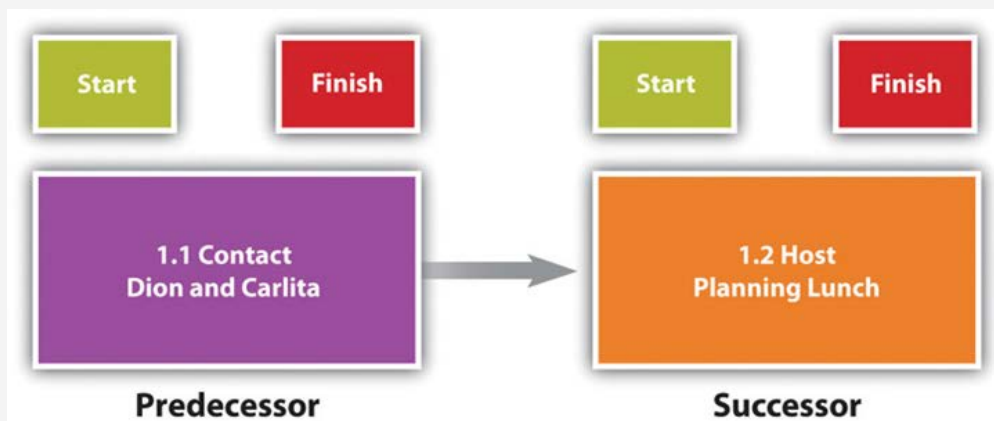 Start
Finish
Start
Finish
1.1 Contact
Dion and Carlita
1.2 Host
Planning Lunch
Predecessor
Successor